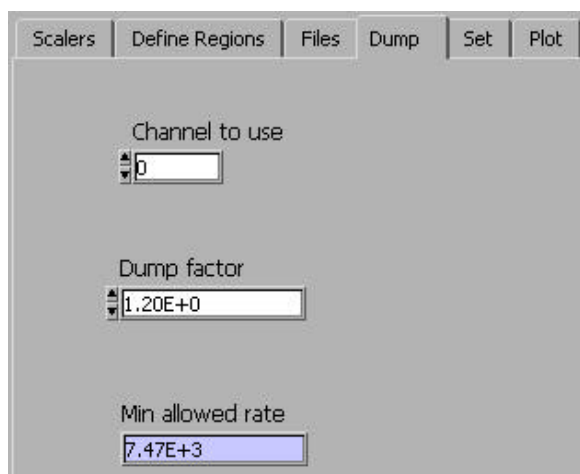 Scalers Define Regions Files Dump Set Plot
Channel to use
0
Dump factor
1.20E+0
Min allowed rate
7.47E+3